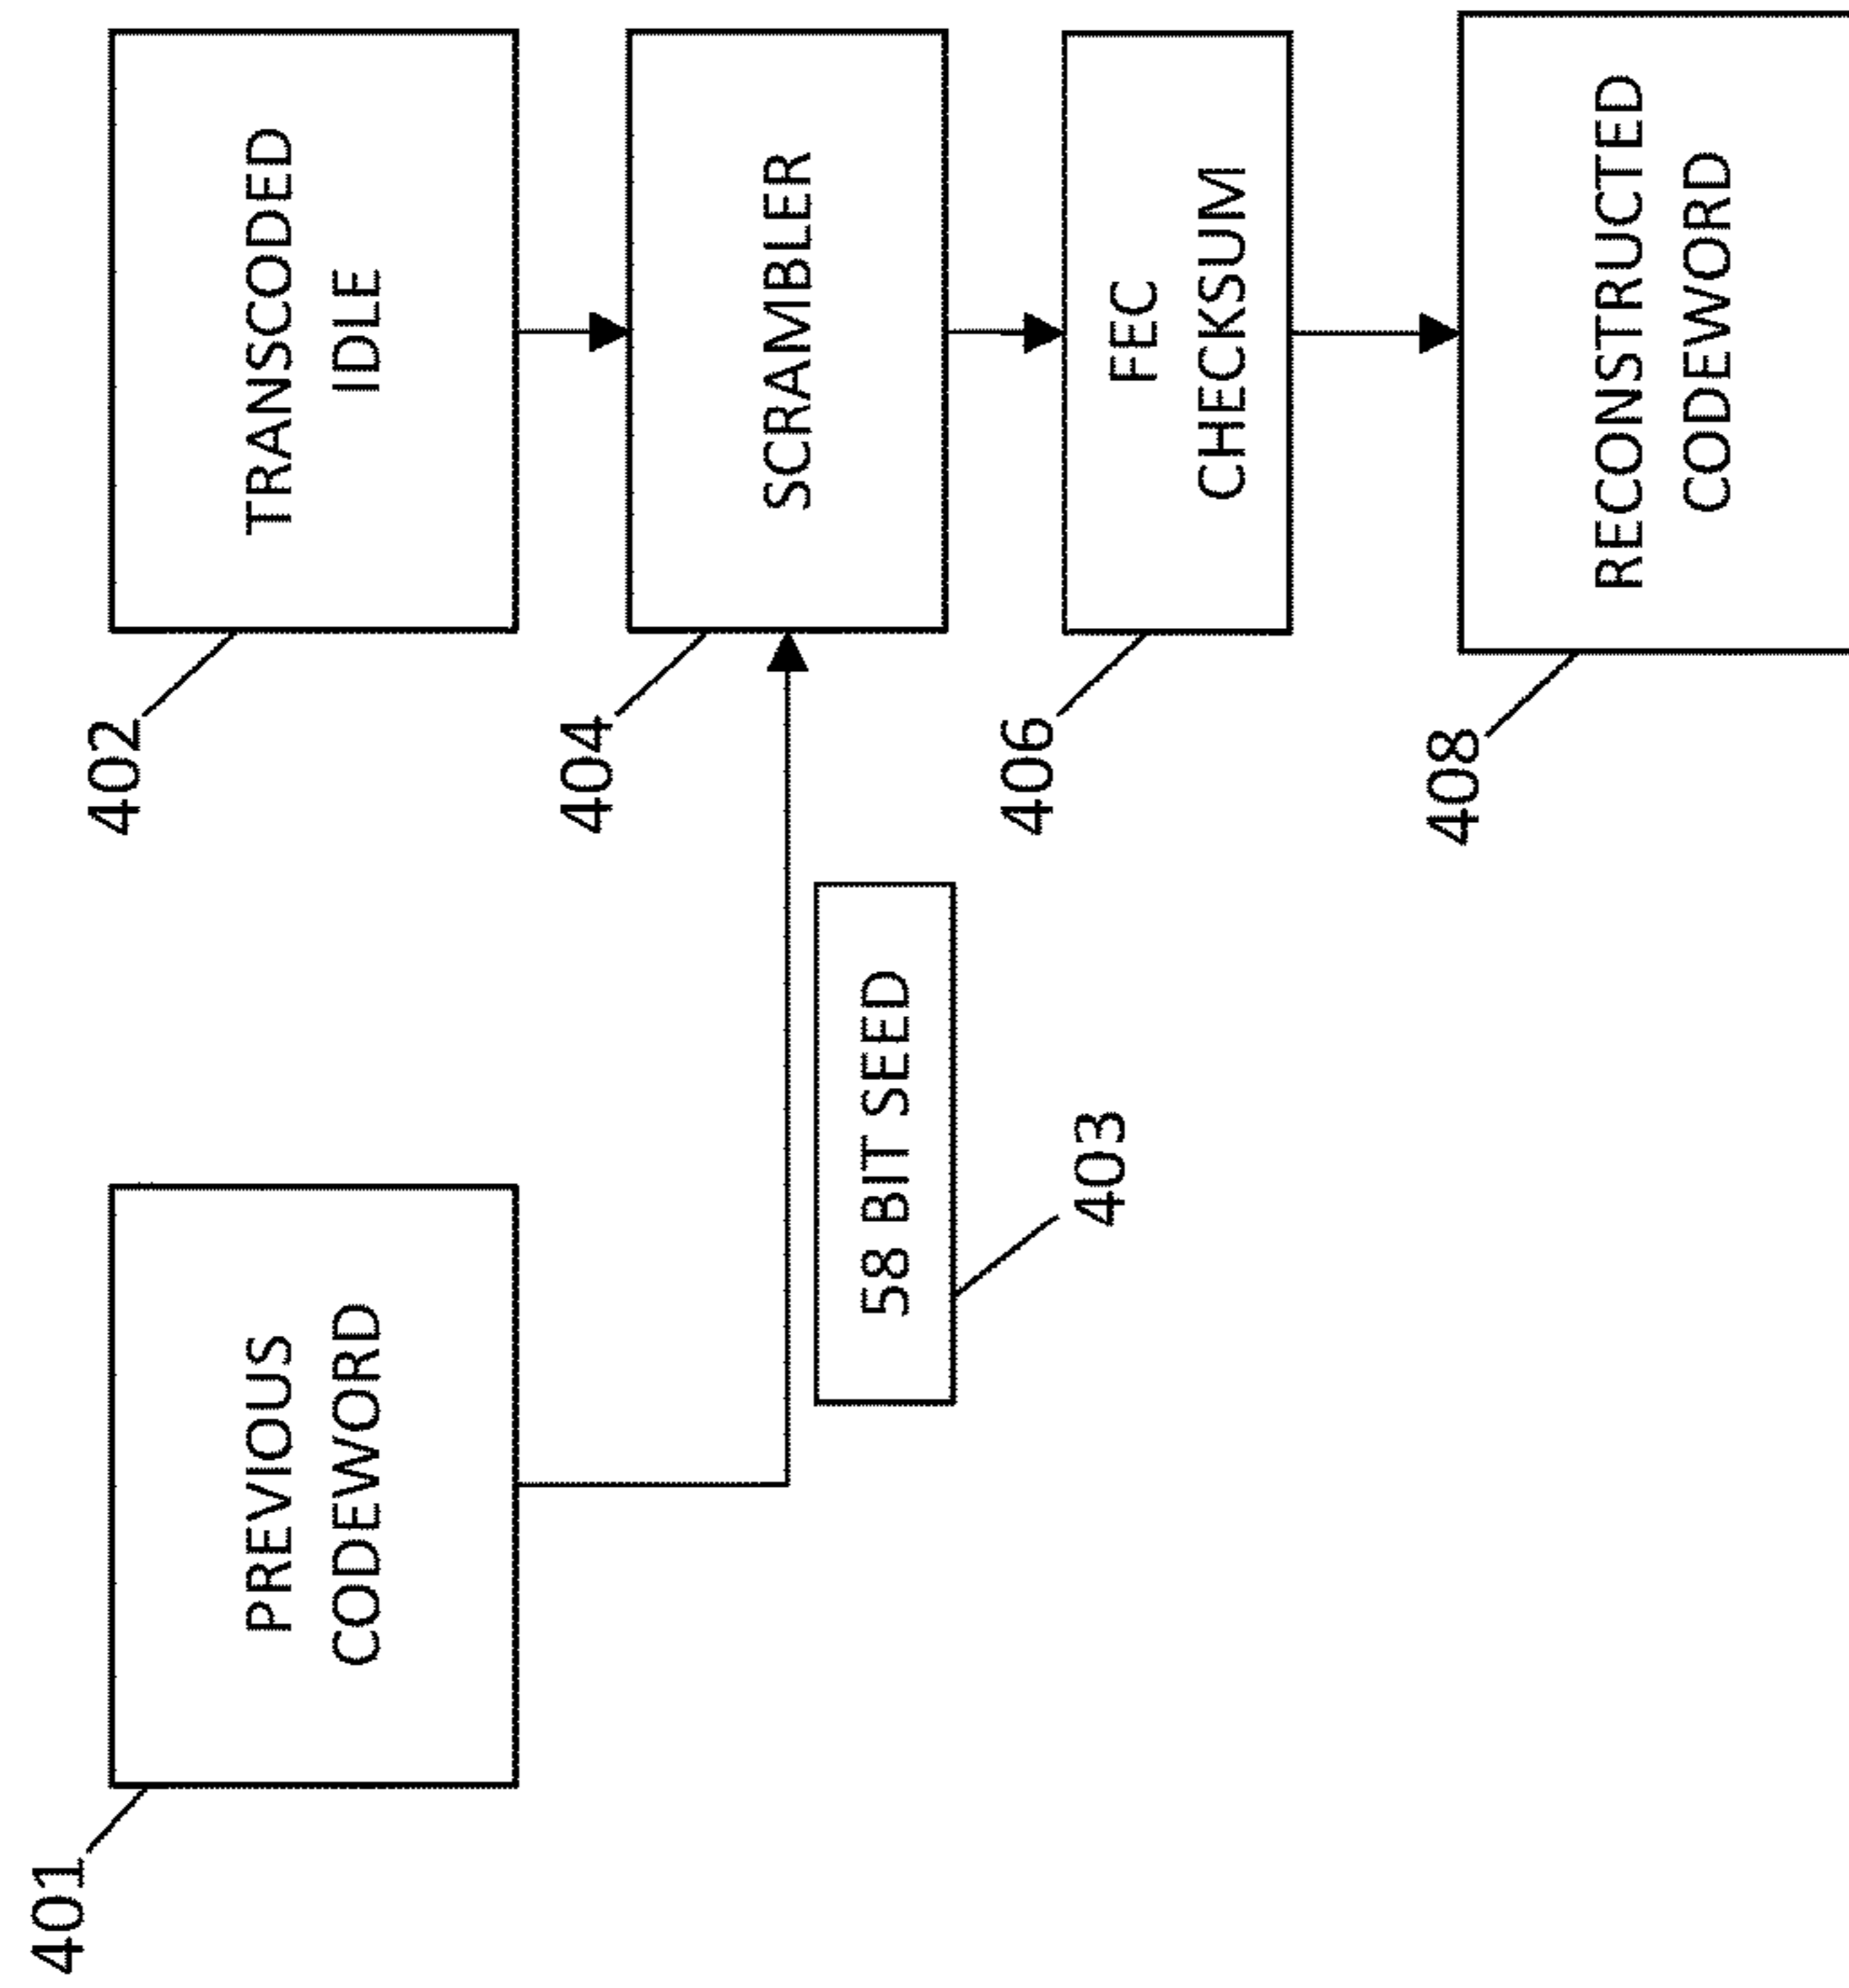 401
PREVIOUS
CODEWORD
58 BIT SEED
403
402
TRANSCODED
IDLE
404
SCRAMBLER
406
FEC
CHECKSUM
408
RECONSTRUCTED
CODEWORD